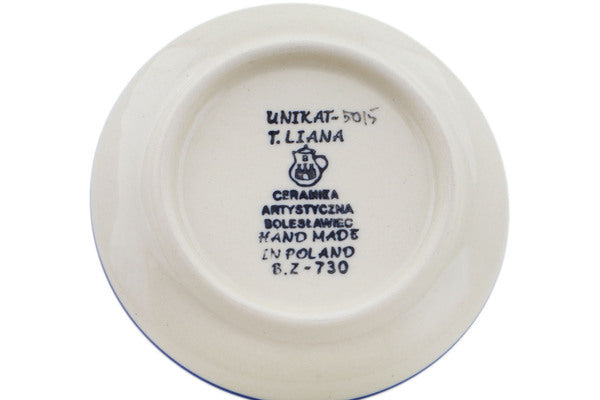 UNIKAT-5015
T. LIANA
CERAMIKA
ARTYSTYCZNA
BOLESŁAWIEC
HAND MADE
IN POLAND
B.Z-730